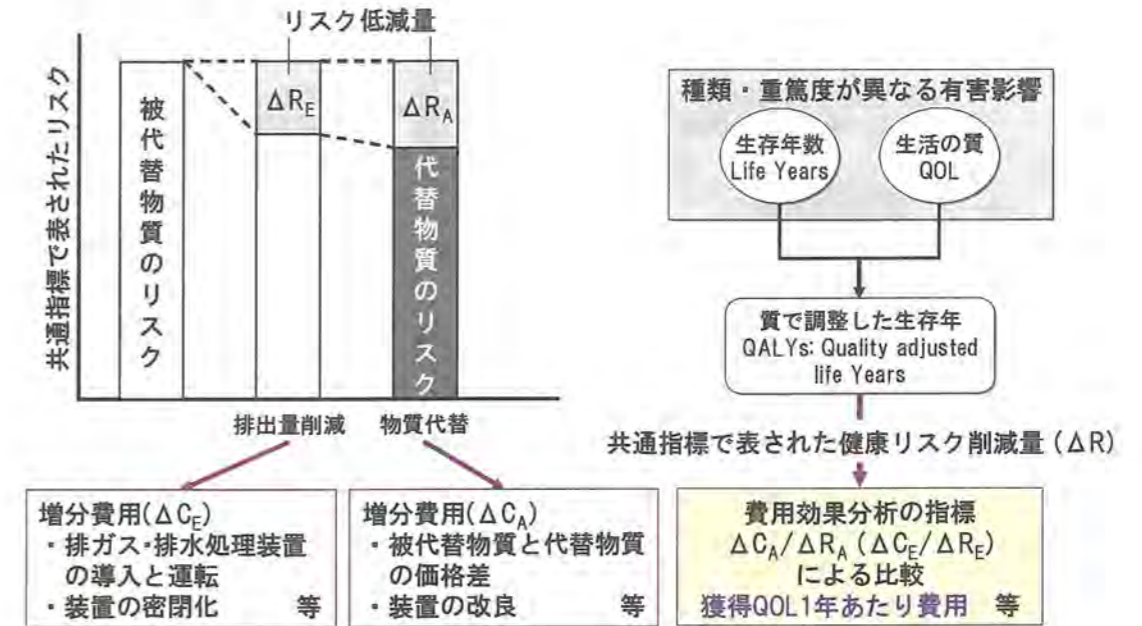 リスク低減量
共通指標で表されたリスク
被代替物質のリスク
ΔR_E
ΔR_A
代替物質のリスク
排出量削減
物質代替
増分費用(ΔC_E)
・排ガス・排水処理装置
の導入と運転
・装置の密閉化 等
増分費用(ΔC_A)
・被代替物質と代替物質
の価格差
・装置の改良 等
種類・重篤度が異なる有害影響
生存年数
Life Years
生活の質
QOL
質で調整した生存年
QALYs: Quality adjusted
life Years
共通指標で表された健康リスク削減量(ΔR)
費用効果分析の指標
ΔC_A/ΔR_A (ΔC_E/ΔR_E)
による比較
獲得QOL1年あたり費用 等